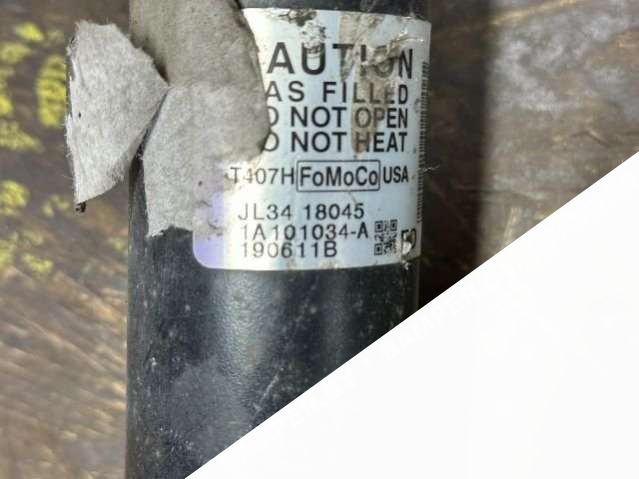 AUTION
AS FILLED
O NOT OPEN
O NOT HEAT
T407H FoMoCo USA
JL34 18045
1A101034-A
190611B